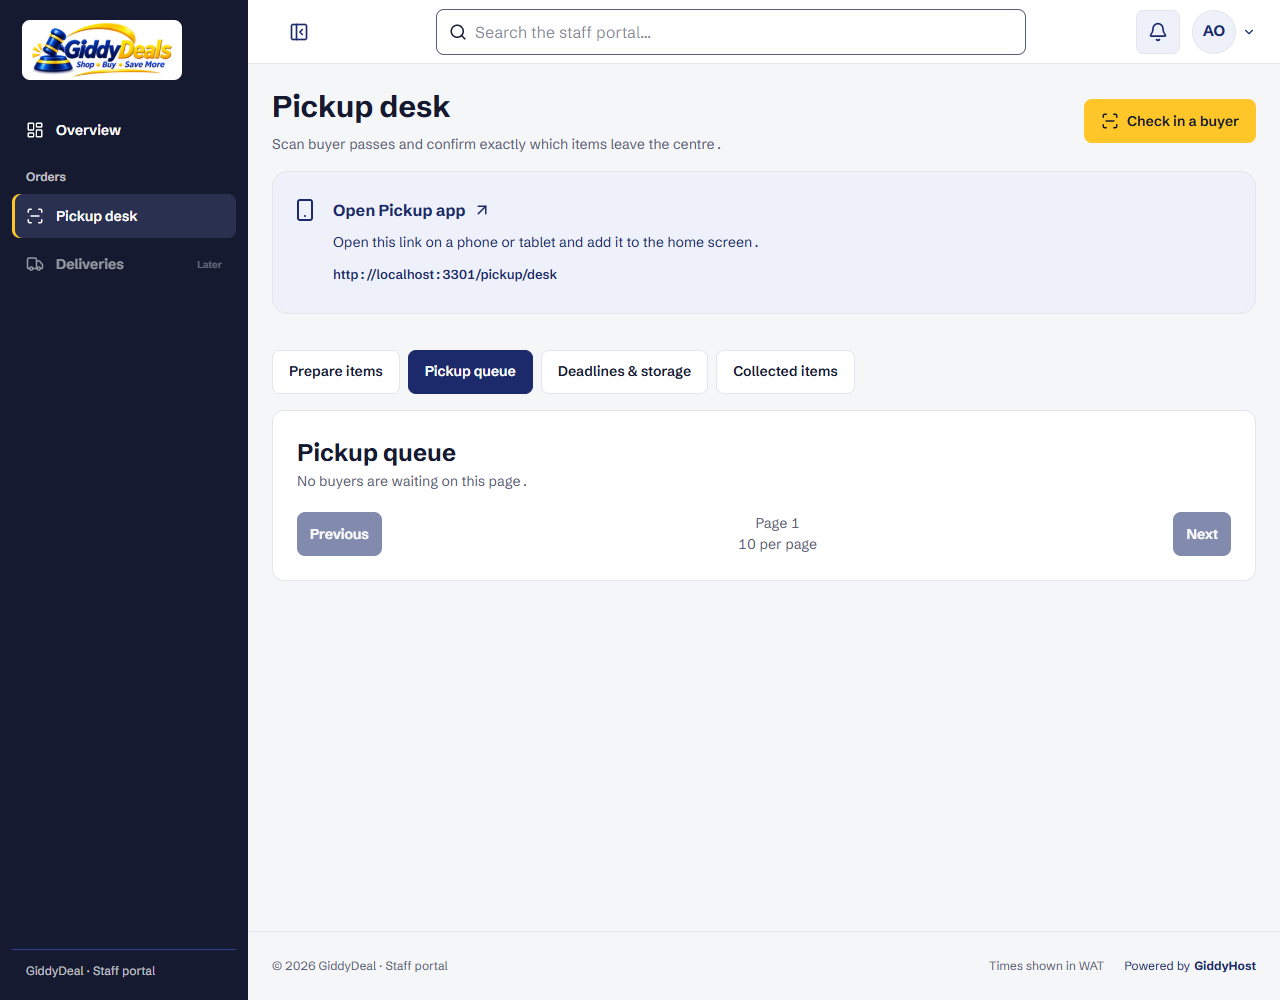 GiddyDeals
Shop • Buy • Save More
Search the staff portal...
AO
Overview
Orders
Pickup desk
Deliveries
Later
GiddyDeal · Staff portal
Pickup desk
Scan buyer passes and confirm exactly which items leave the centre.
Check in a buyer
Open Pickup app
Open this link on a phone or tablet and add it to the home screen.
http://localhost:3301/pickup/desk
Prepare items
Pickup queue
Deadlines & storage
Collected items
Pickup queue
No buyers are waiting on this page.
Previous
Page 1
10 per page
Next
© 2026 GiddyDeal · Staff portal
Times shown in WAT
Powered by GiddyHost